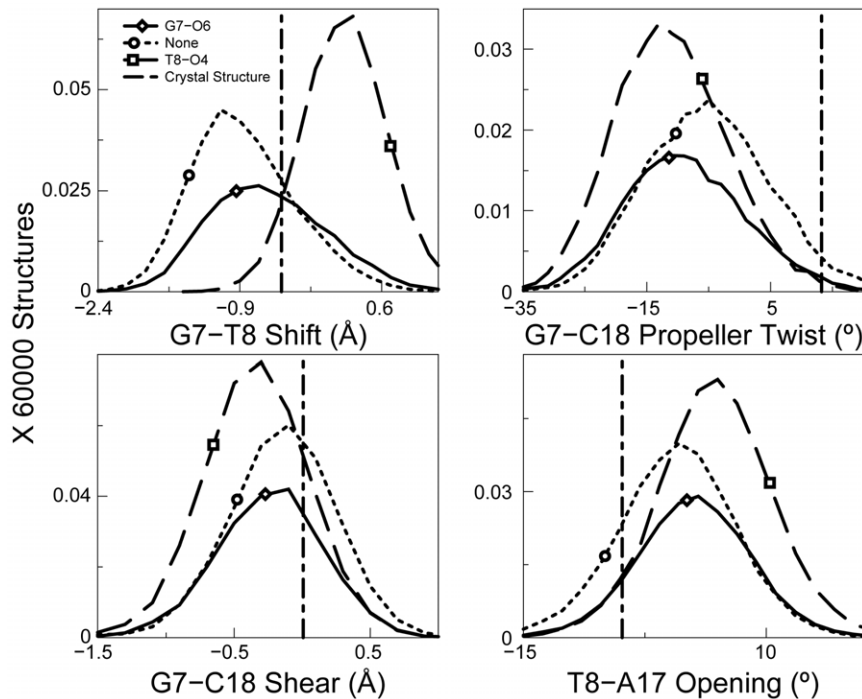 G7−O6
None
T8−O4
Crystal Structure
0.05
0.025
0
−2.4
−0.9
0.6
G7−T8 Shift (Å)
0.03
0.02
0.01
0
−35
−15
5
G7−C18 Propeller Twist (º)
X 60000 Structures
0.04
0
−1.5
−0.5
0.5
G7−C18 Shear (Å)
0.03
0
−15
10
T8−A17 Opening (º)